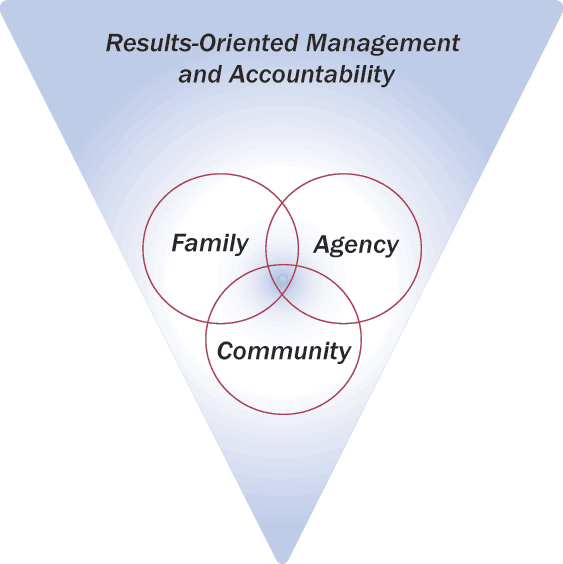 Results-Oriented Management
and Accountability
Family
Agency
Community